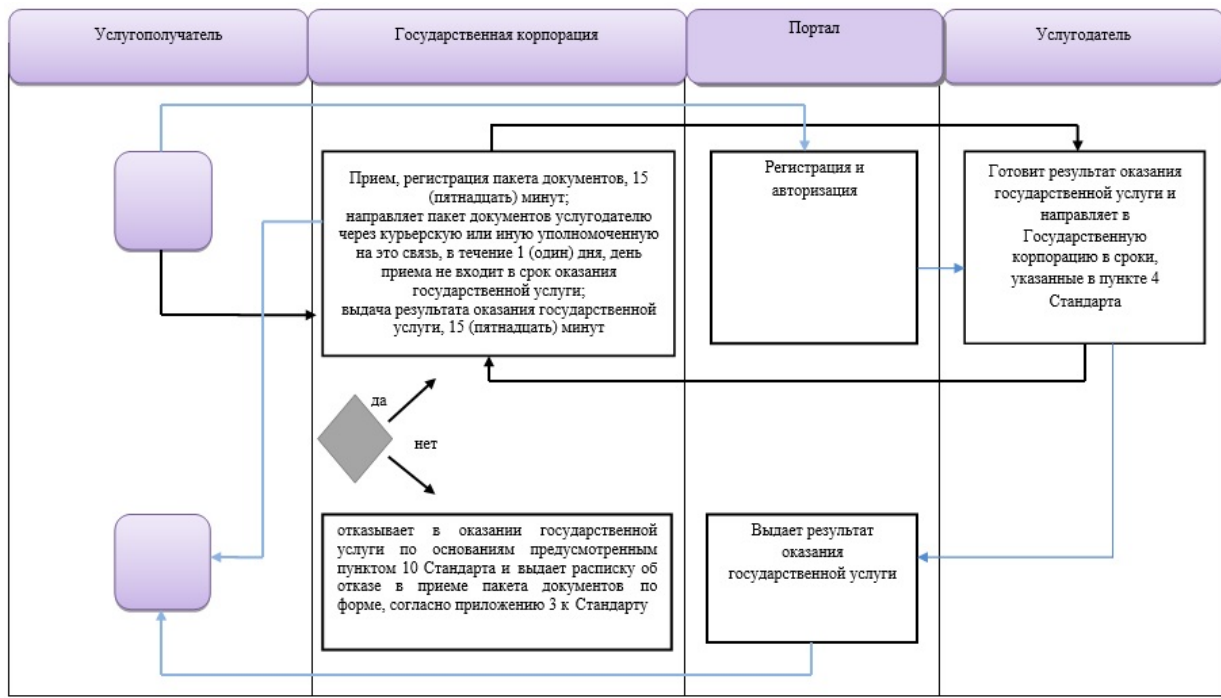 Услугополучатель
Государственная корпорация
Портал
Услугодатель
Прием, регистрация пакета документов, 15
(пятнадцать) минут;
направляет пакет документов услугодателю
через курьерскую или иную уполномоченную
на это связь, в течение 1 (один) дня, день
приема не входит в срок оказания
государственной услуги;
выдача результата оказания государственной
услуги, 15 (пятнадцать) минут
Регистрация и
авторизация
Готовит результат оказания
государственной услуги и
направляет в
Государственную
корпорацию в сроки,
указанные в пункте 4
Стандарта
да
нет
отказывает в оказании государственной
услуги по основаниям предусмотренным
пунктом 10 Стандарта и выдает расписку об
отказе в приеме пакета документов по
форме, согласно приложению 3 к Стандарту
Выдает результат
оказания
государственной услуги